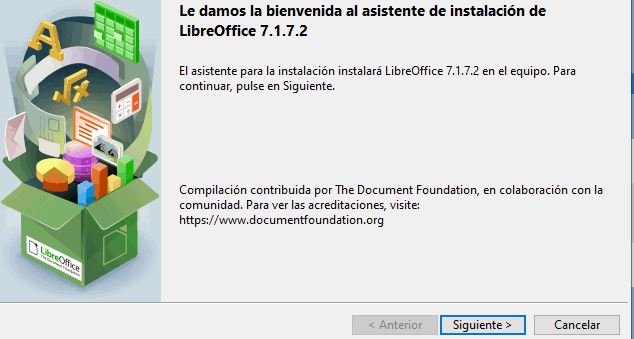 Le damos la bienvenida al asistente de instalación de
LibreOffice 7.1.7.2
El asistente para la instalación instalará LibreOffice 7.1.7.2 en el equipo. Para
continuar, pulse en Siguiente.
Compilación contribuida por The Document Foundation, en colaboración con la
comunidad. Para ver las acreditaciones, visite:
https://www.documentfoundation.org
A
√x
LibreOffice
The Document Foundation
< Anterior
Siguiente >
Cancelar